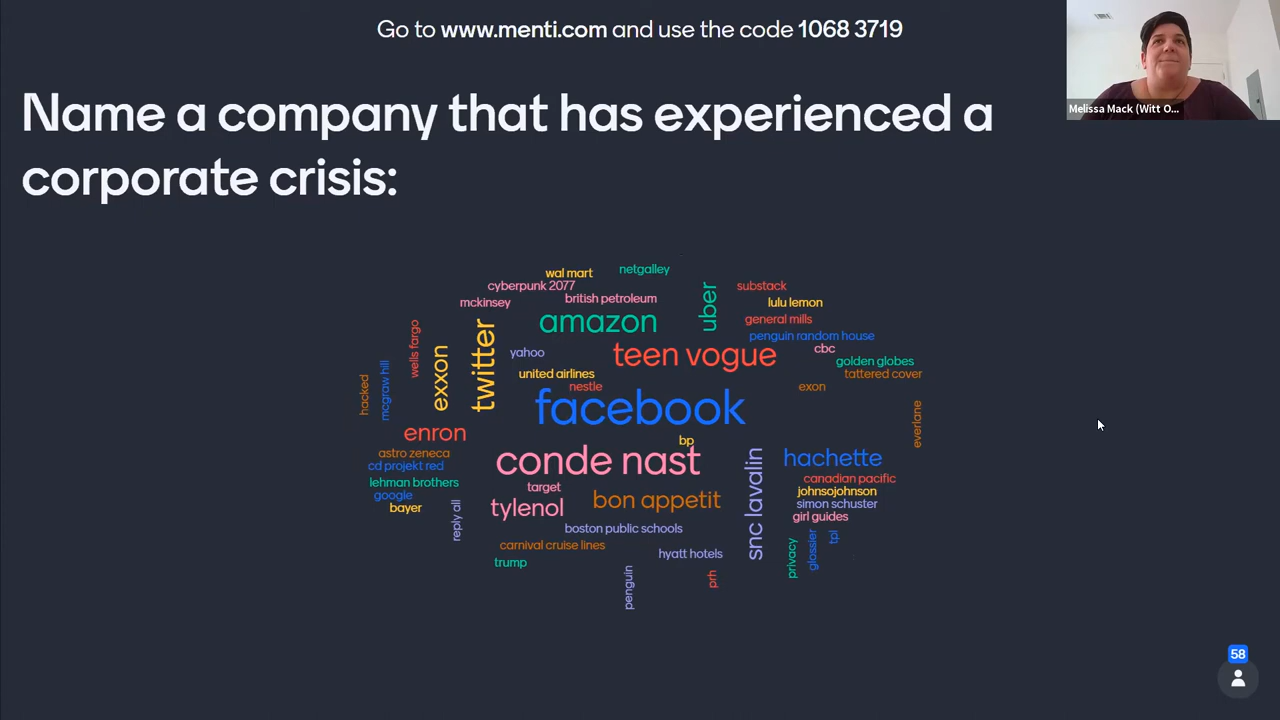 Go to www.menti.com and use the code 1068 3719
Melissa Mack (Witt O...
Name a company that has experienced a
corporate crisis:
wal mart
netgalley
cyberpunk 2077
uber
substack
mckinsey
british petroleum
lulu lemon
amazon
general mills
wells fargo
twitter
penguin random house
exxon
yahoo
teen vogue
cbc
golden globes
mcgraw hill
united airlines
tattered cover
hacked
nestle
exon
facebook
everlane
enron
bp
astro zeneca
conde nast
snc lavalin
hachette
cd projekt red
canadian pacific
lehman brothers
target
johnsojohnson
google
bon appetit
simon schuster
bayer
tylenol
girl guides
reply all
boston public schools
privacy
glossier
tpl
carnival cruise lines
hyatt hotels
trump
penguin
prh
58